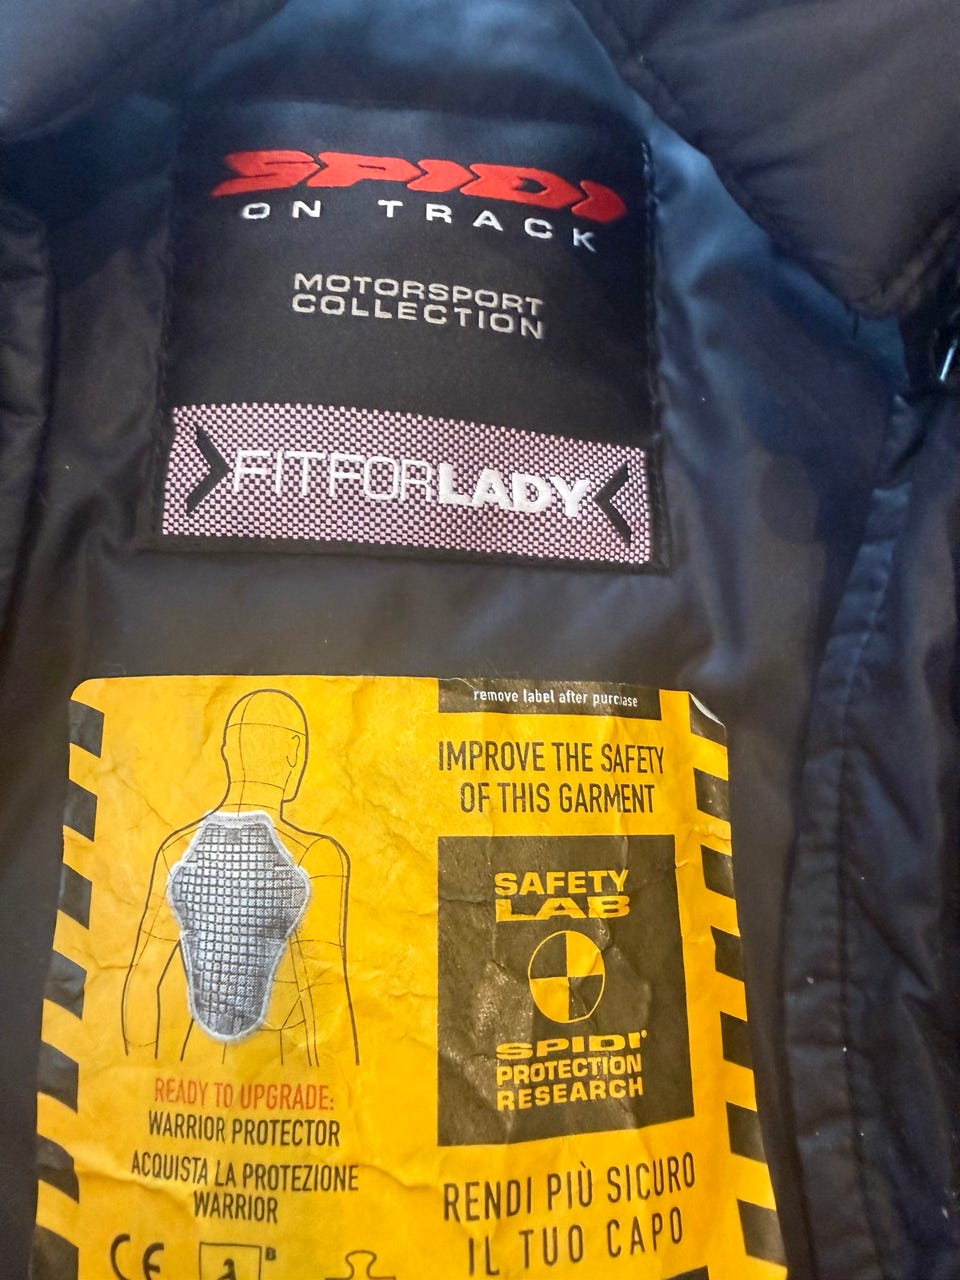 SPIDI
ON TRACK
MOTORSPORT
COLLECTION
FITFORLADY
remove label after purchase
IMPROVE THE SAFETY
OF THIS GARMENT
SAFETY
LAB
SPIDI
PROTECTION
RESEARCH
READY TO UPGRADE:
WARRIOR PROTECTOR
ACQUISTA LA PROTEZIONE
WARRIOR
RENDI PIÙ SICURO
IL TUO CAPO
CE
B